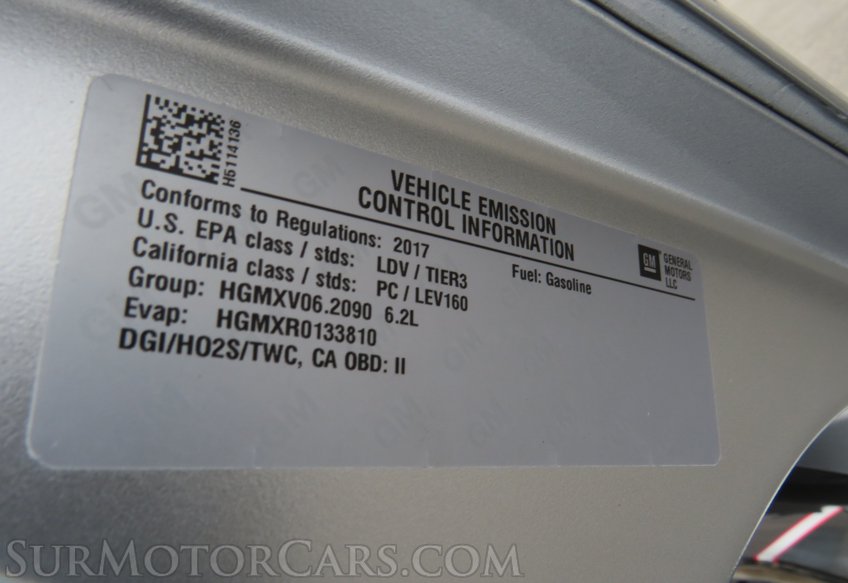 H5114136
VEHICLE EMISSION
CONTROL INFORMATION
GM
GENERAL
MOTORS
LLC
Conforms to Regulations: 2017
Fuel: Gasoline
U.S. EPA class / stds: LDV / TIER3
California class / stds: PC / LEV160
Group: HGMXV06.2090 6.2L
Evap: HGMXR0133810
DGI/HO2S/TWC, CA OBD: II
SurMotorCars.com